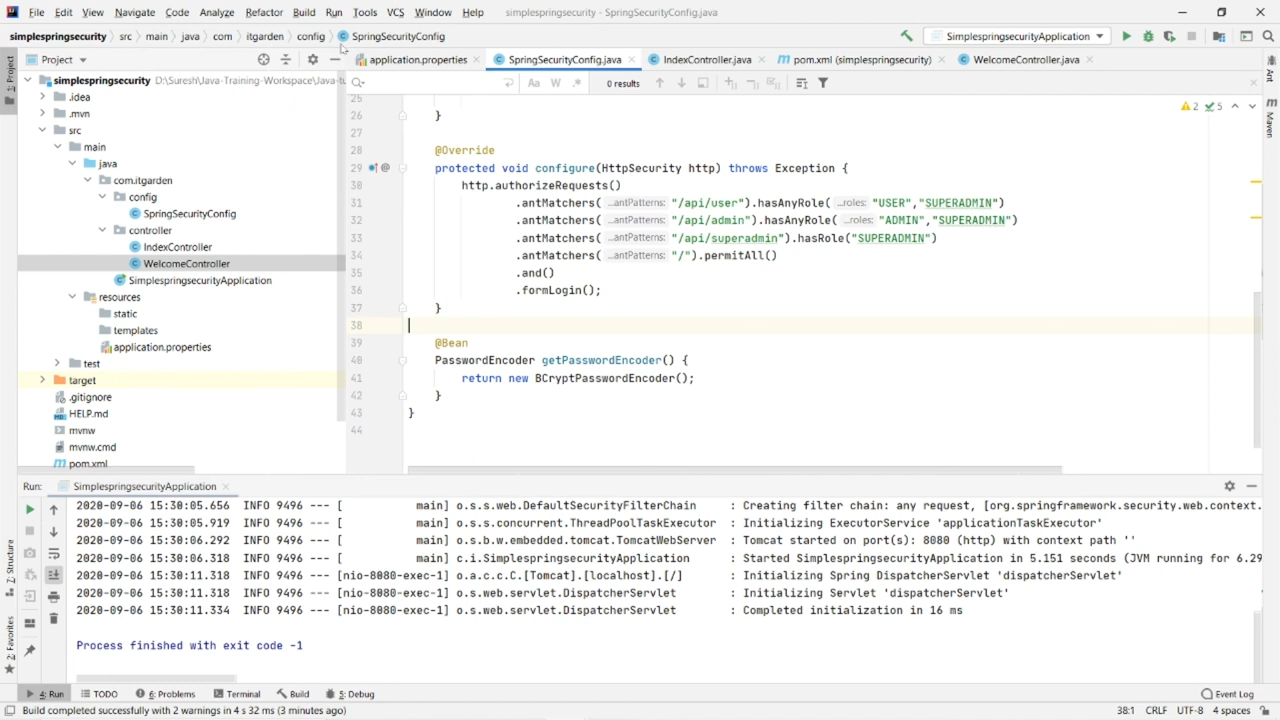 File Edit View Navigate Code Analyze Refactor Build Run Tools VCS Window Help simplespringsecurity - SpringSecurityConfig.java
simplespringsecurity src main java com itgarden config SpringSecurityConfig SimplespringsecurityApplication
Project application.properties SpringSecurityConfig.java IndexController.java pom.xml (simplespringsecurity) WelcomeController.java
1: Project
Ant
Maven
Z: Structure
2: Favorites
simplespringsecurity D:\Suresh\Java-Training-Workspace\Java-tu
.idea
.mvn
src
main
java
com.itgarden
config
SpringSecurityConfig
controller
IndexController
WelcomeController
SimplespringsecurityApplication
resources
static
templates
application.properties
test
target
.gitignore
HELP.md
mvnw
mvnw.cmd
pom.xml
Aa W .* 0 results
2 5
25
26 }
27
28 @Override
29 protected void configure(HttpSecurity http) throws Exception {
30 http.authorizeRequests()
31 .antMatchers( ...antPatterns: "/api/user").hasAnyRole( ...roles: "USER","SUPERADMIN")
32 .antMatchers( ...antPatterns: "/api/admin").hasAnyRole( ...roles: "ADMIN","SUPERADMIN")
33 .antMatchers( ...antPatterns: "/api/superadmin").hasRole("SUPERADMIN")
34 .antMatchers( ...antPatterns: "/").permitAll()
35 .and()
36 .formLogin();
37 }
38
39 @Bean
40 PasswordEncoder getPasswordEncoder() {
41 return new BCryptPasswordEncoder();
42 }
43 }
44
Run: SimplespringsecurityApplication
2020-09-06 15:30:05.656 INFO 9496 --- [ main] o.s.s.web.DefaultSecurityFilterChain : Creating filter chain: any request, [org.springframework.security.web.context.
2020-09-06 15:30:05.919 INFO 9496 --- [ main] o.s.s.concurrent.ThreadPoolTaskExecutor : Initializing ExecutorService 'applicationTaskExecutor'
2020-09-06 15:30:06.292 INFO 9496 --- [ main] o.s.b.w.embedded.tomcat.TomcatWebServer : Tomcat started on port(s): 8080 (http) with context path ''
2020-09-06 15:30:06.318 INFO 9496 --- [ main] c.i.SimplespringsecurityApplication : Started SimplespringsecurityApplication in 5.151 seconds (JVM running for 6.29
2020-09-06 15:30:11.318 INFO 9496 --- [nio-8080-exec-1] o.a.c.c.C.[Tomcat].[localhost].[/] : Initializing Spring DispatcherServlet 'dispatcherServlet'
2020-09-06 15:30:11.318 INFO 9496 --- [nio-8080-exec-1] o.s.web.servlet.DispatcherServlet : Initializing Servlet 'dispatcherServlet'
2020-09-06 15:30:11.334 INFO 9496 --- [nio-8080-exec-1] o.s.web.servlet.DispatcherServlet : Completed initialization in 16 ms
Process finished with exit code -1
4: Run TODO 6: Problems Terminal Build 5: Debug Event Log
Build completed successfully with 2 warnings in 4 s 32 ms (3 minutes ago) 38:1 CRLF UTF-8 4 spaces